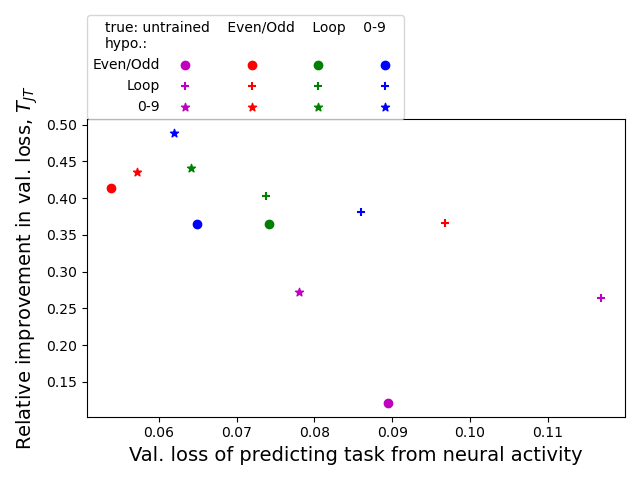 true: untrained Even/Odd Loop 0-9
hypo.:
Even/Odd
Loop
0-9
Relative improvement in val. loss, T_JT
0.50
0.45
0.40
0.35
0.30
0.25
0.20
0.15
0.06 0.07 0.08 0.09 0.10 0.11
Val. loss of predicting task from neural activity